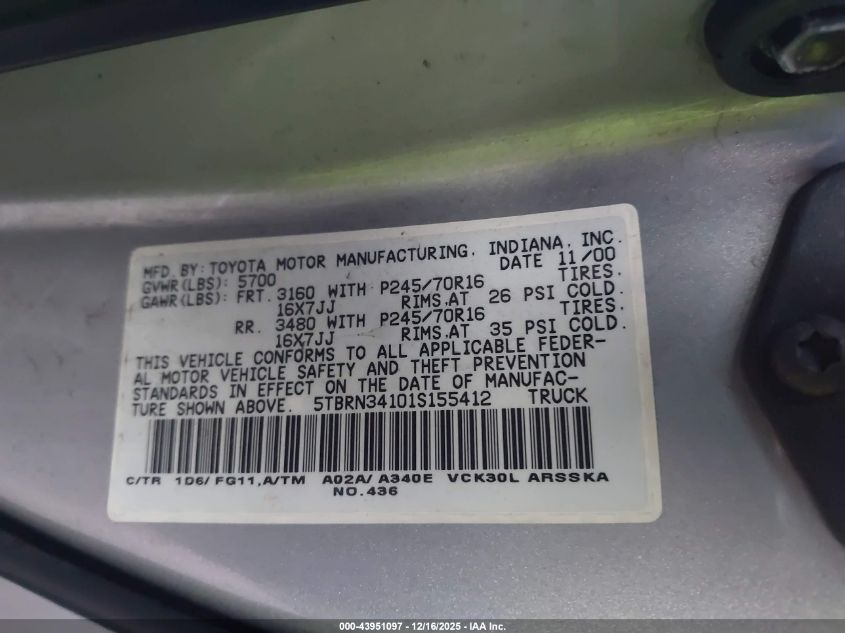 MFD. BY: TOYOTA MOTOR MANUFACTURING, INDIANA, INC.
GVWR(LBS): 5700 DATE 11/00
GAWR(LBS): FRT. 3160 WITH P245/70R16 TIRES.
16X7JJ RIMS,AT 26 PSI COLD.
RR. 3480 WITH P245/70R16 TIRES.
16X7JJ RIMS,AT 35 PSI COLD.
THIS VEHICLE CONFORMS TO ALL APPLICABLE FEDER-
AL MOTOR VEHICLE SAFETY AND THEFT PREVENTION
STANDARDS IN EFFECT ON THE DATE OF MANUFAC-
TURE SHOWN ABOVE. 5TBRN34101S155412 TRUCK
C/TR 1D6/FG11,A/TM A02A/A340E VCK30L ARSSKA
NO.436
000-43951097 - 12/16/2025 - IAA Inc.